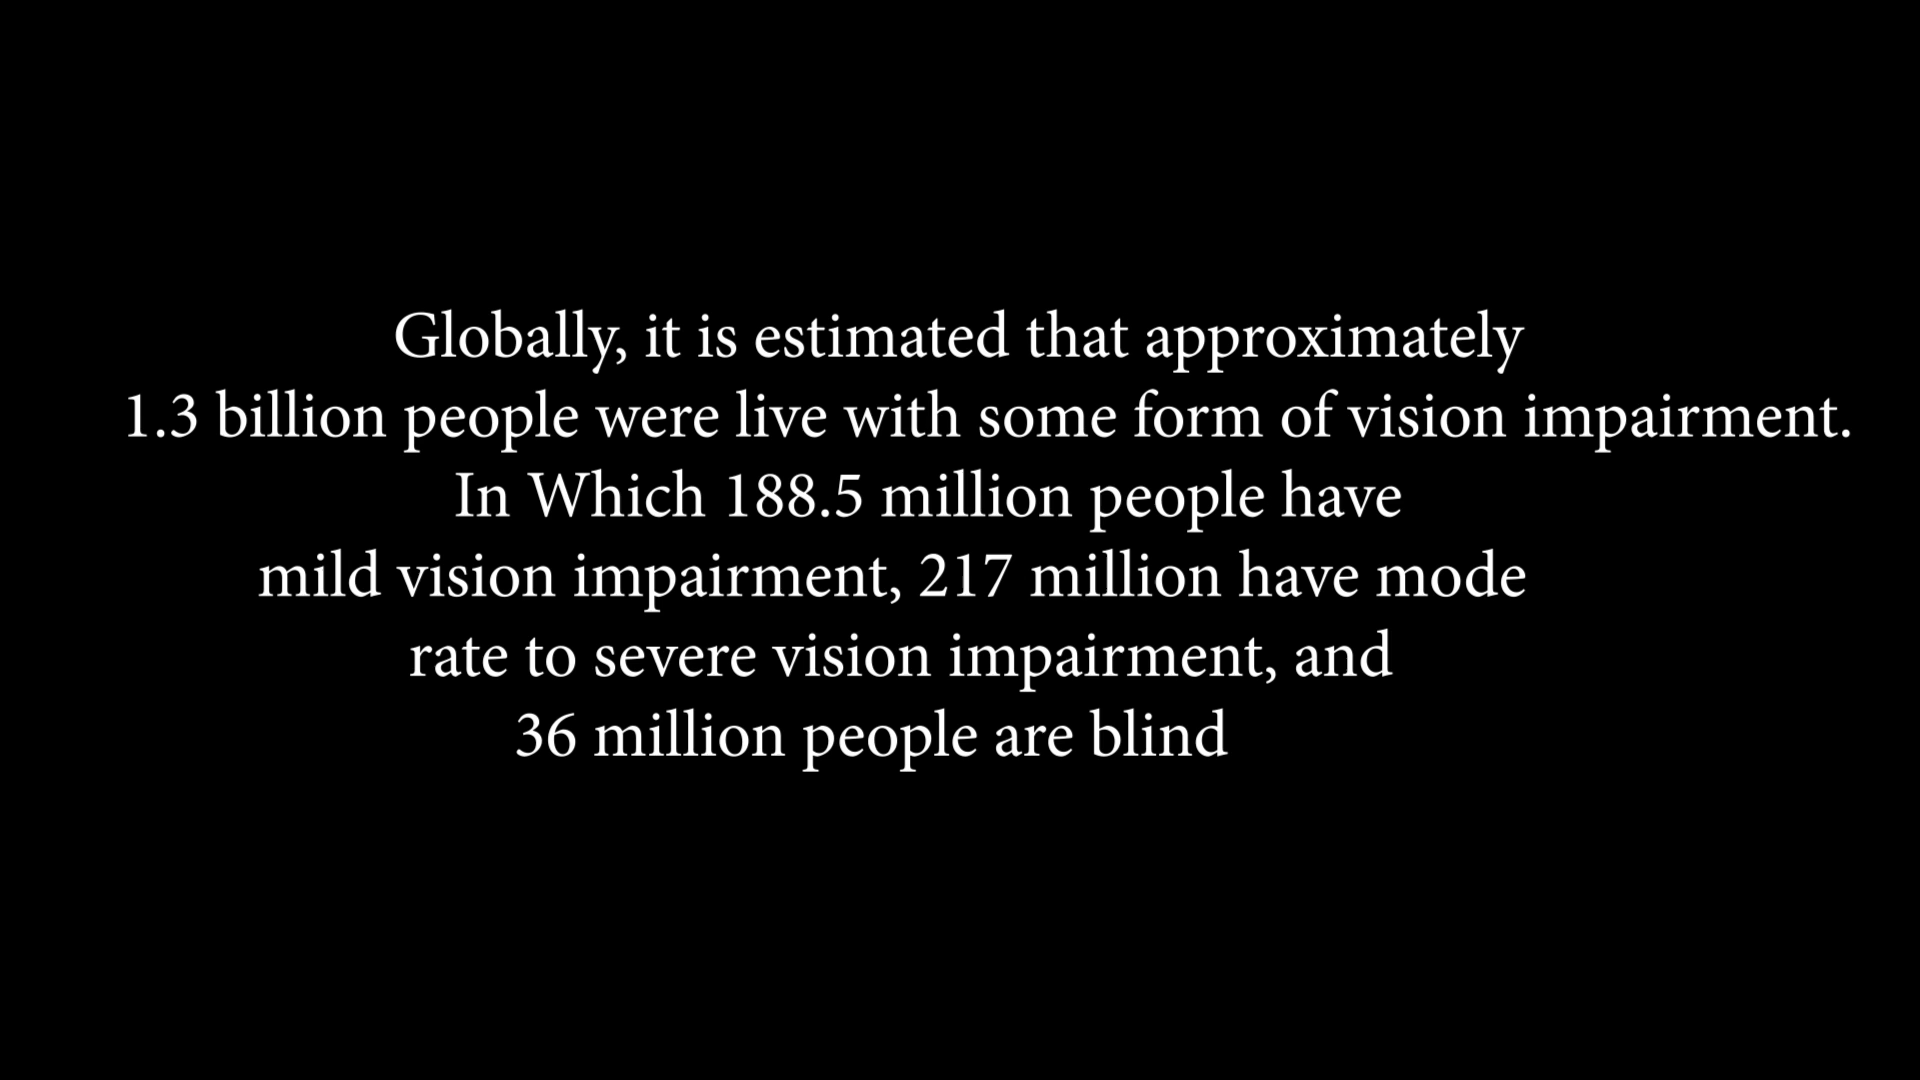 Globally, it is estimated that approximately
1.3 billion people were live with some form of vision impairment.
In Which 188.5 million people have
mild vision impairment, 217 million have mode
rate to severe vision impairment, and
36 million people are blind